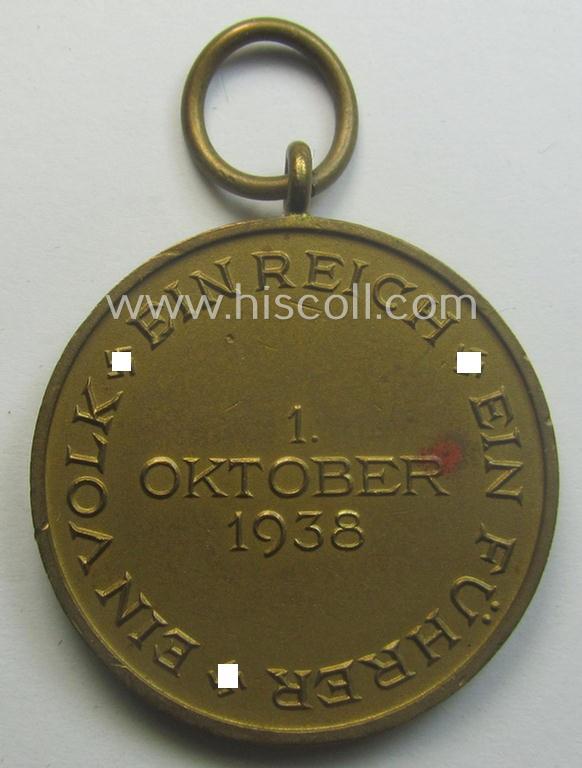 EIN VOLK
EIN REICH
EIN FÜHRER
1.
OKTOBER
1938
www.hiscoll.com